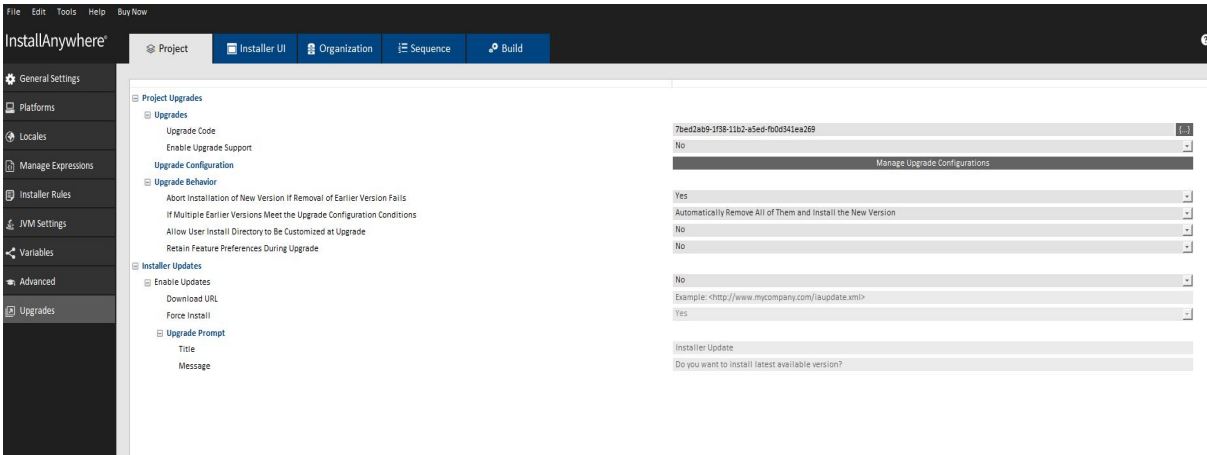 File Edit Tools Help Buy Now
InstallAnywhere®
Project Installer UI Organization Sequence Build
General Settings
Platforms
Locales
Manage Expressions
Installer Rules
JVM Settings
Variables
Advanced
Upgrades
Project Upgrades
Upgrades
Upgrade Code 7bed2ab9-1f38-11b2-a5ed-fb0d341ea269 {...}
Enable Upgrade Support No
Upgrade Configuration Manage Upgrade Configurations
Upgrade Behavior
Abort Installation of New Version If Removal of Earlier Version Fails Yes
If Multiple Earlier Versions Meet the Upgrade Configuration Conditions Automatically Remove All of Them and Install the New Version
Allow User Install Directory to Be Customized at Upgrade No
Retain Feature Preferences During Upgrade No
Installer Updates
Enable Updates No
Download URL Example: <http://www.mycompany.com/iaupdate.xml>
Force Install Yes
Upgrade Prompt
Title Installer Update
Message Do you want to install latest available version?